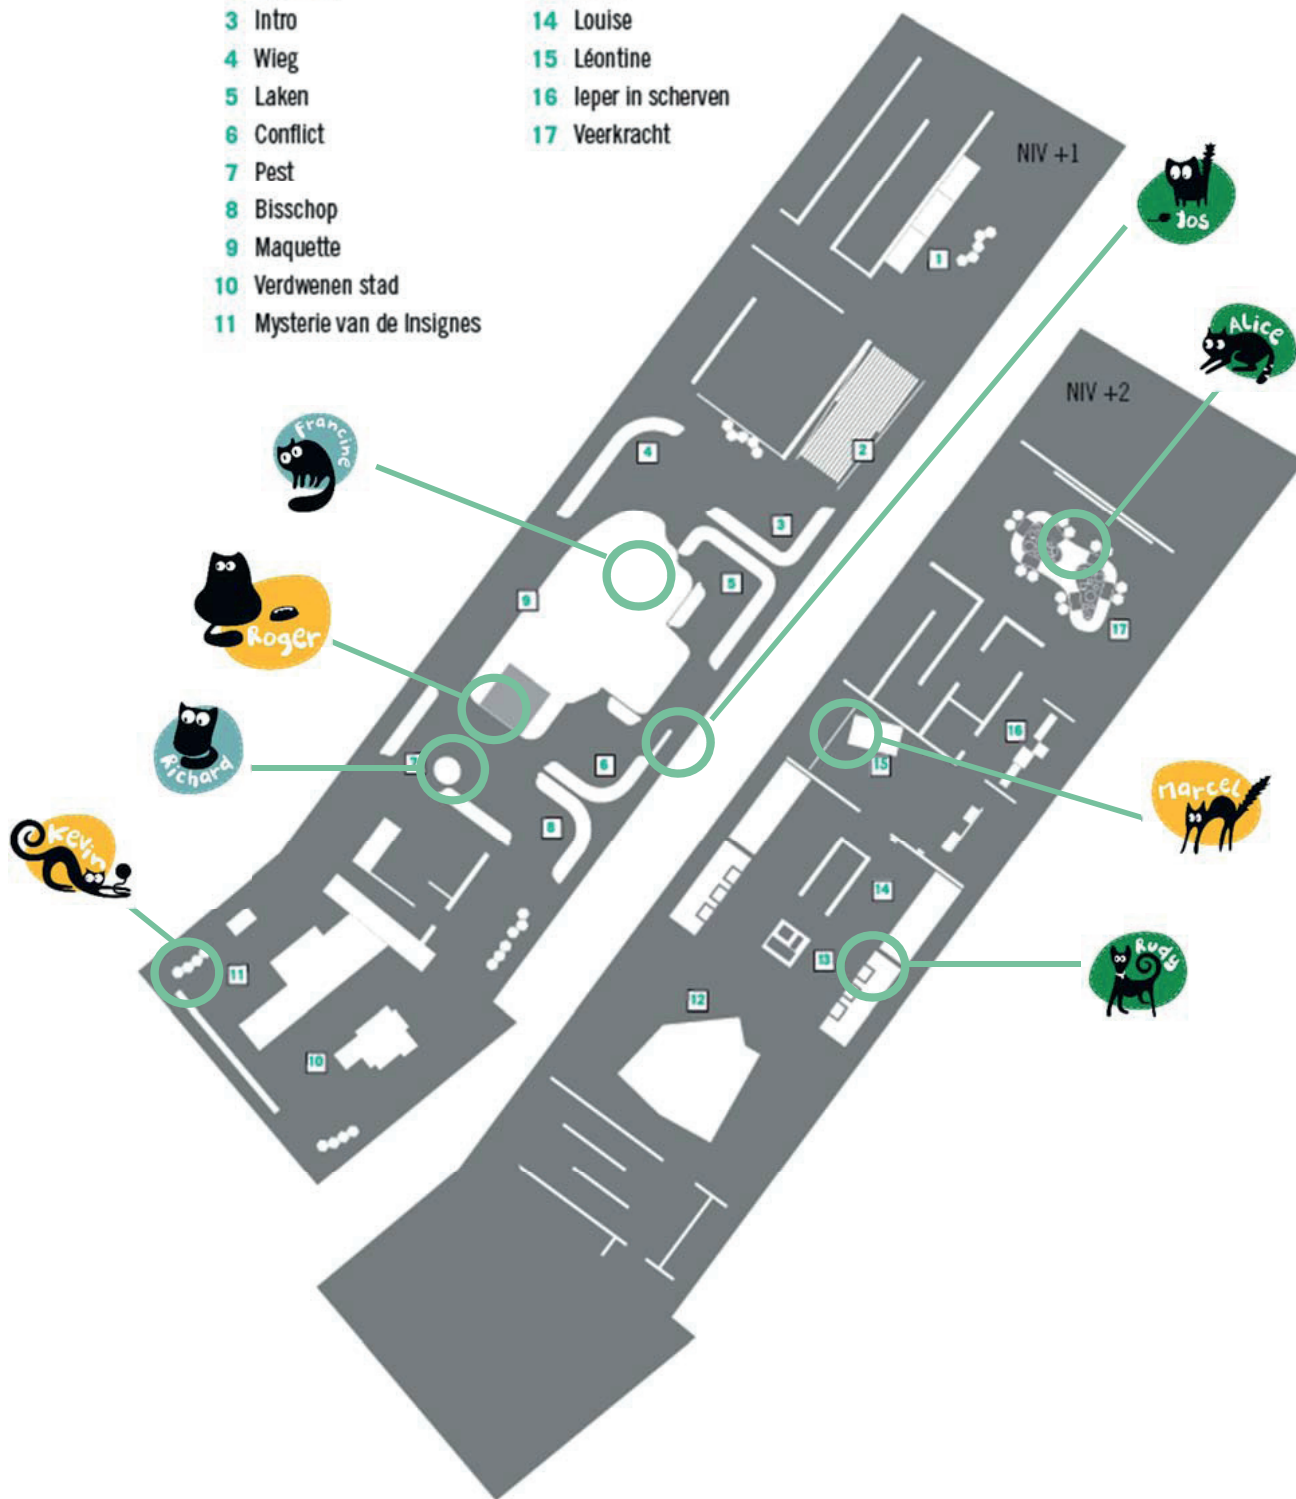 3 Intro
4 Wieg
5 Laken
6 Conflict
7 Pest
8 Bisschop
9 Maquette
10 Verdwenen stad
11 Mysterie van de Insignes
14 Louise
15 Léontine
16 Ieper in scherven
17 Veerkracht
NIV +1
Jos
1
Alice
NIV +2
Francine
4
2
3
5
9
17
Roger
16
Richard
7
6
15
Marcel
8
Kevin
14
13
Rudy
11
12
10